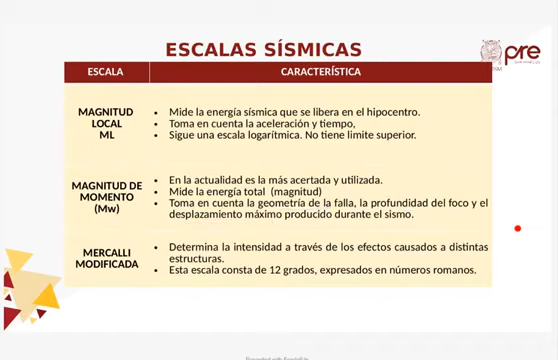 ESCALAS SÍSMICAS
pre
ESCALA
CARACTERÍSTICA
MAGNITUD
LOCAL
ML
• Mide la energía sísmica que se libera en el hipocentro.
• Toma en cuenta la aceleración y tiempo,
• Sigue una escala logarítmica. No tiene limite superior.
MAGNITUD DE
MOMENTO
(Mw)
• En la actualidad es la más acertada y utilizada.
• Mide la energía total (magnitud)
• Toma en cuenta la geometría de la falla, la profundidad del foco y el
desplazamiento máximo producido durante el sismo.
MERCALLI
MODIFICADA
• Determina la intensidad a través de los efectos causados a distintas
estructuras.
• Esta escala consta de 12 grados, expresados en números romanos.